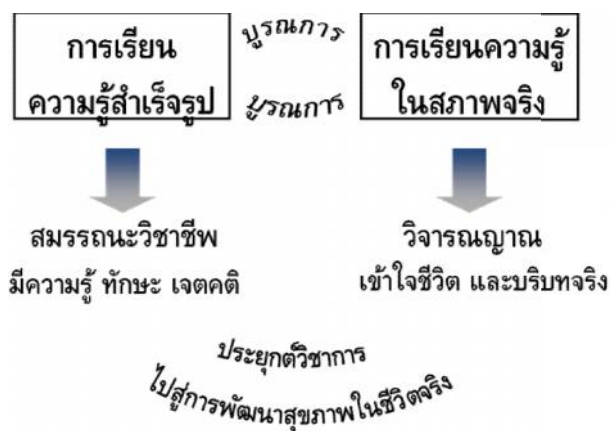 การเรียน
ความรู้สำเร็จรูป
บูรณการ
บูรณการ
การเรียนความรู้
ในสภาพจริง
สมรรถนะวิชาชีพ
มีความรู้ ทักษะ เจตคติ
วิจารณญาณ
เข้าใจชีวิต และบริบทจริง
ประยุกต์วิชาการ
ไปสู่การพัฒนาสุขภาพในชีวิตจริง